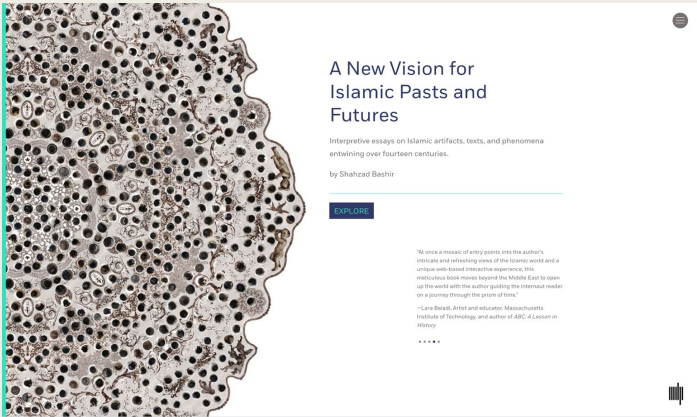 A New Vision for
Islamic Pasts and
Futures
Interpretive essays on Islamic artifacts, texts, and phenomena
entwining over fourteen centuries.
by Shahzad Bashir
EXPLORE
"At once a mosaic of entry points into the author's
intricate and refreshing views of the Islamic world and a
unique web-based interactive experience, this
meticulous book moves beyond the Middle East to open
up the world with the author guiding the internaut reader
on a journey through the prism of time."
—Lara Baladi, Artist and educator, Massachusetts
Institute of Technology, and author of ABC: A Lesson in
History